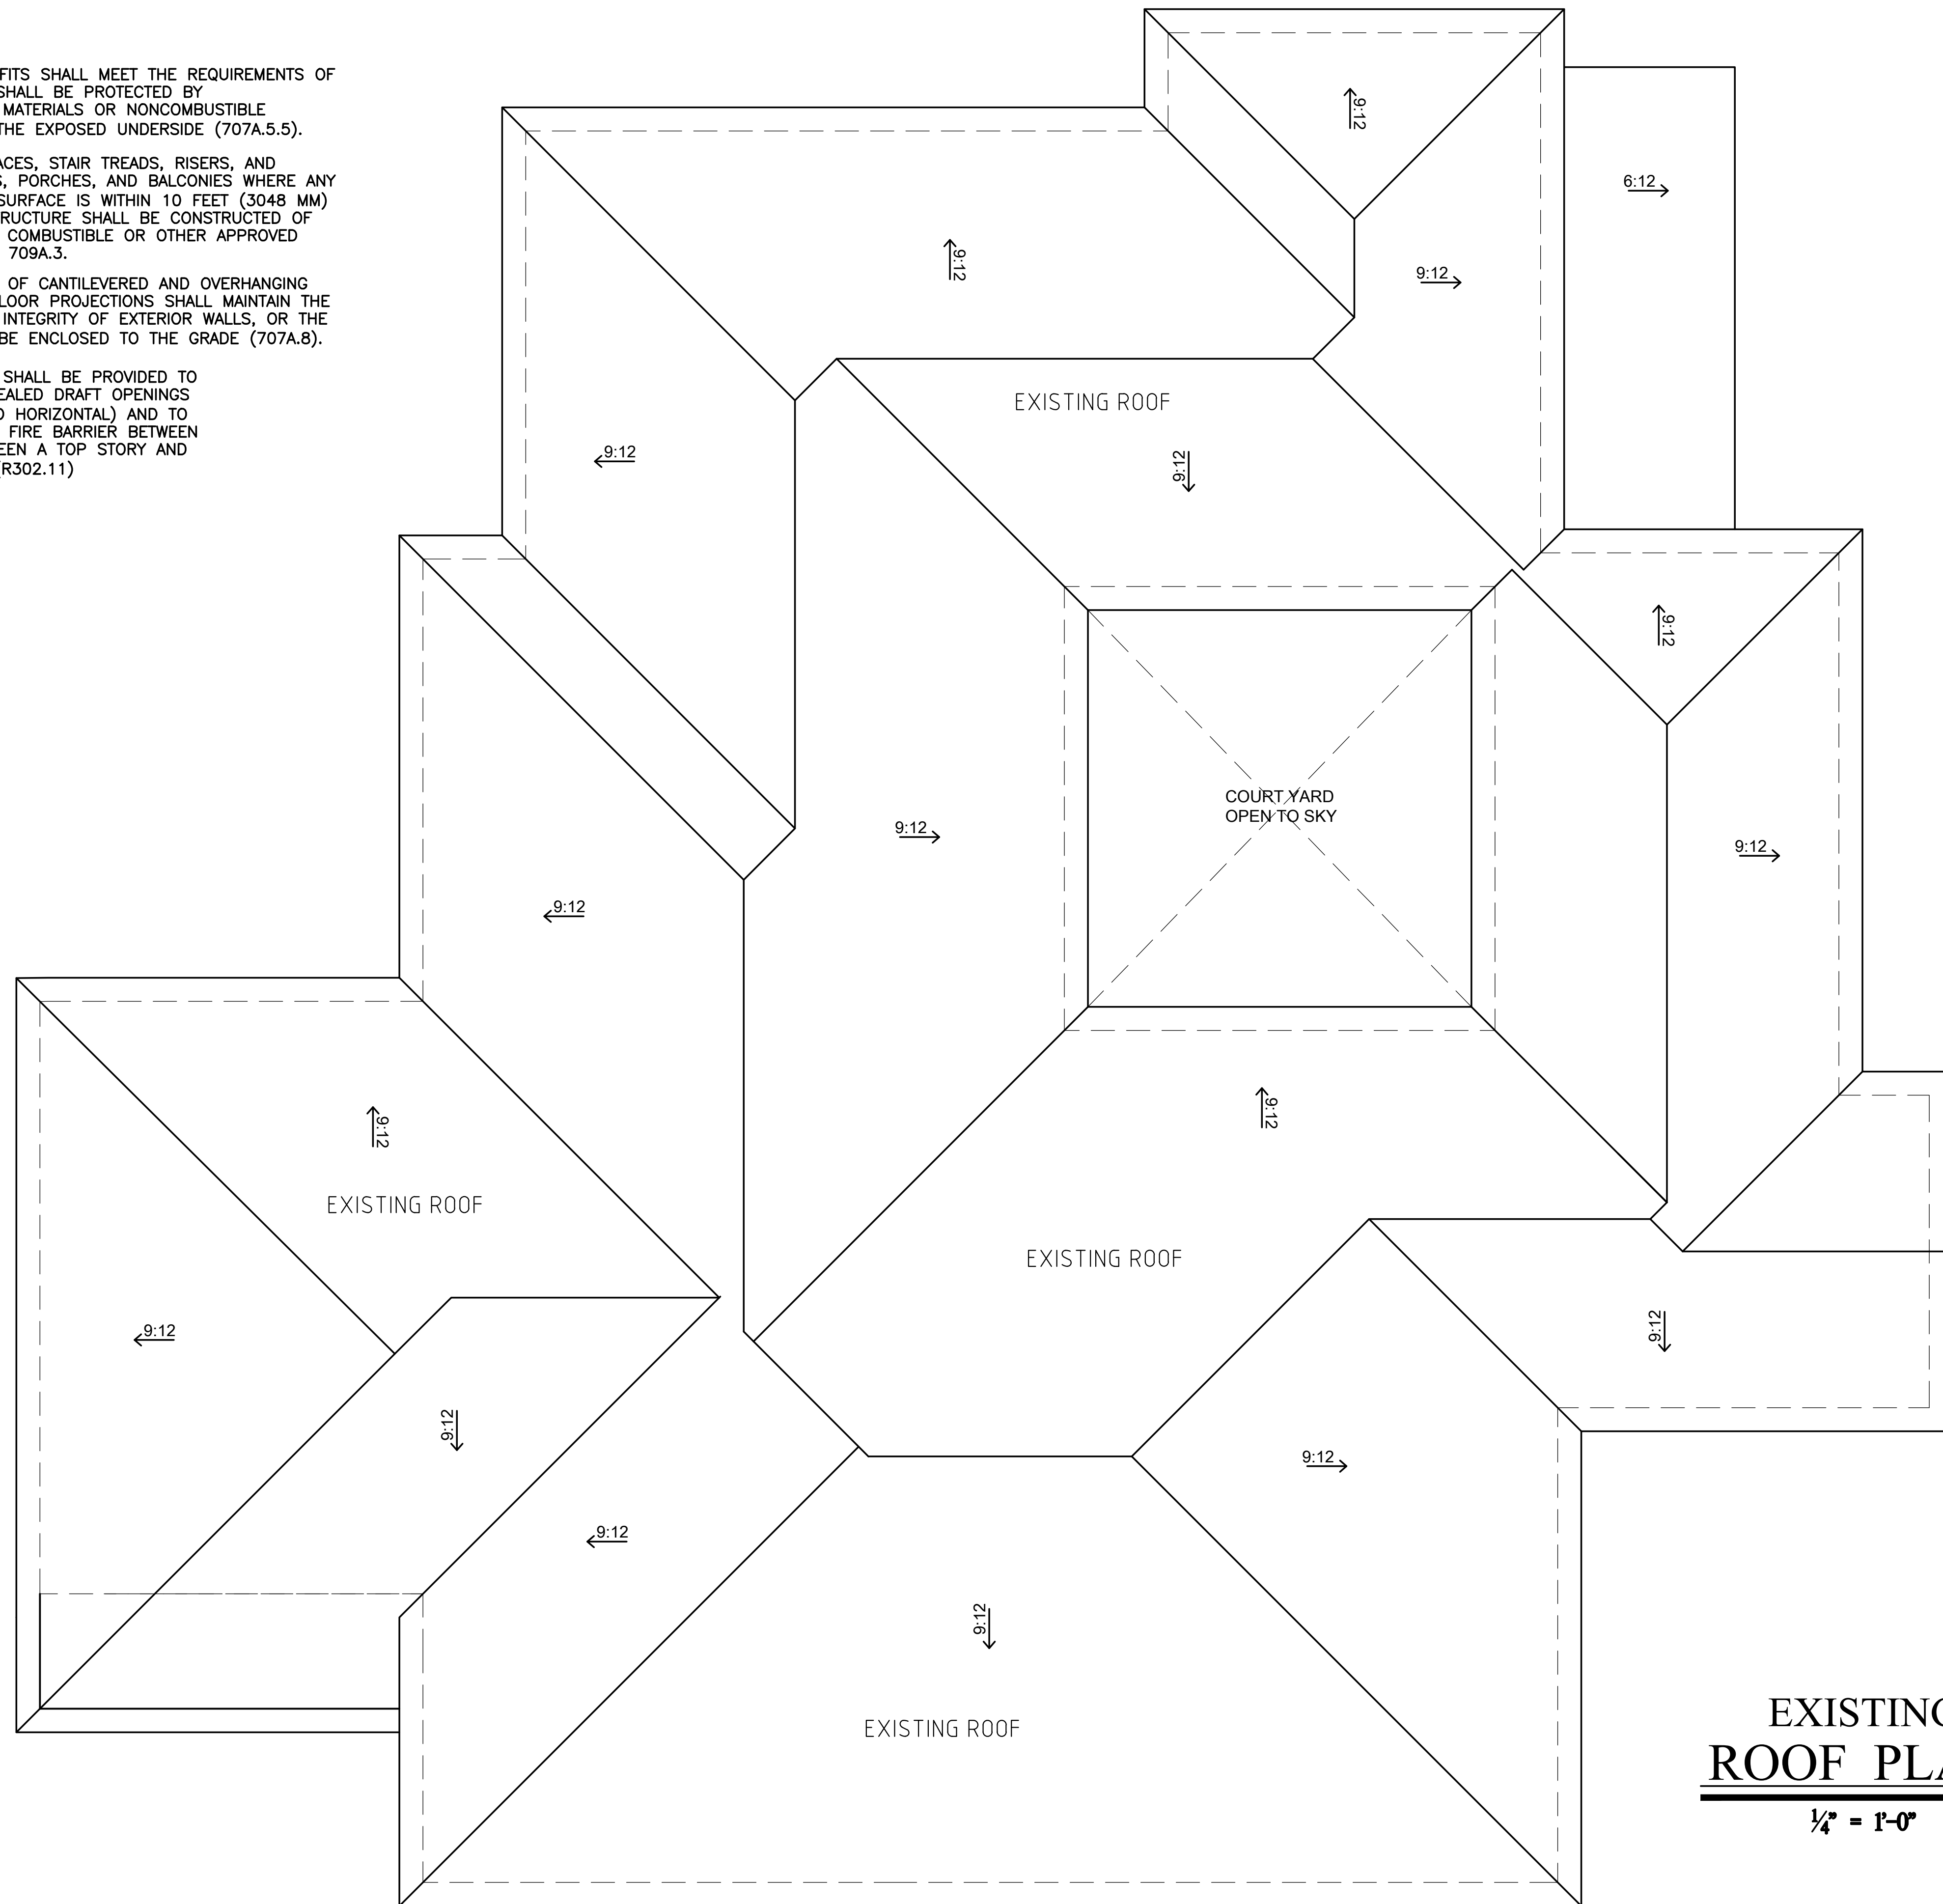 FITS SHALL MEET THE REQUIREMENTS OF
SHALL BE PROTECTED BY
MATERIALS OR NONCOMBUSTIBLE
THE EXPOSED UNDERSIDE (707A.5.5).
ACES, STAIR TREADS, RISERS, AND
S, PORCHES, AND BALCONIES WHERE ANY
SURFACE IS WITHIN 10 FEET (3048 MM)
RUCTURE SHALL BE CONSTRUCTED OF
COMBUSTIBLE OR OTHER APPROVED
709A.3.
OF CANTILEVERED AND OVERHANGING
LOOR PROJECTIONS SHALL MAINTAIN THE
INTEGRITY OF EXTERIOR WALLS, OR THE
BE ENCLOSED TO THE GRADE (707A.8).
SHALL BE PROVIDED TO
EALED DRAFT OPENINGS
D HORIZONTAL) AND TO
FIRE BARRIER BETWEEN
EEN A TOP STORY AND
(R302.11)
9:12
6:12
9:12
9:12
EXISTING ROOF
9:12
9:12
9:12
COURT YARD
OPEN TO SKY
9:12
9:12
9:12
9:12
9:12
EXISTING ROOF
EXISTING ROOF
9:12
9:12
9:12
9:12
9:12
9:12
EXISTING ROOF
EXISTING
ROOF PLA
¼" = 1'-0"